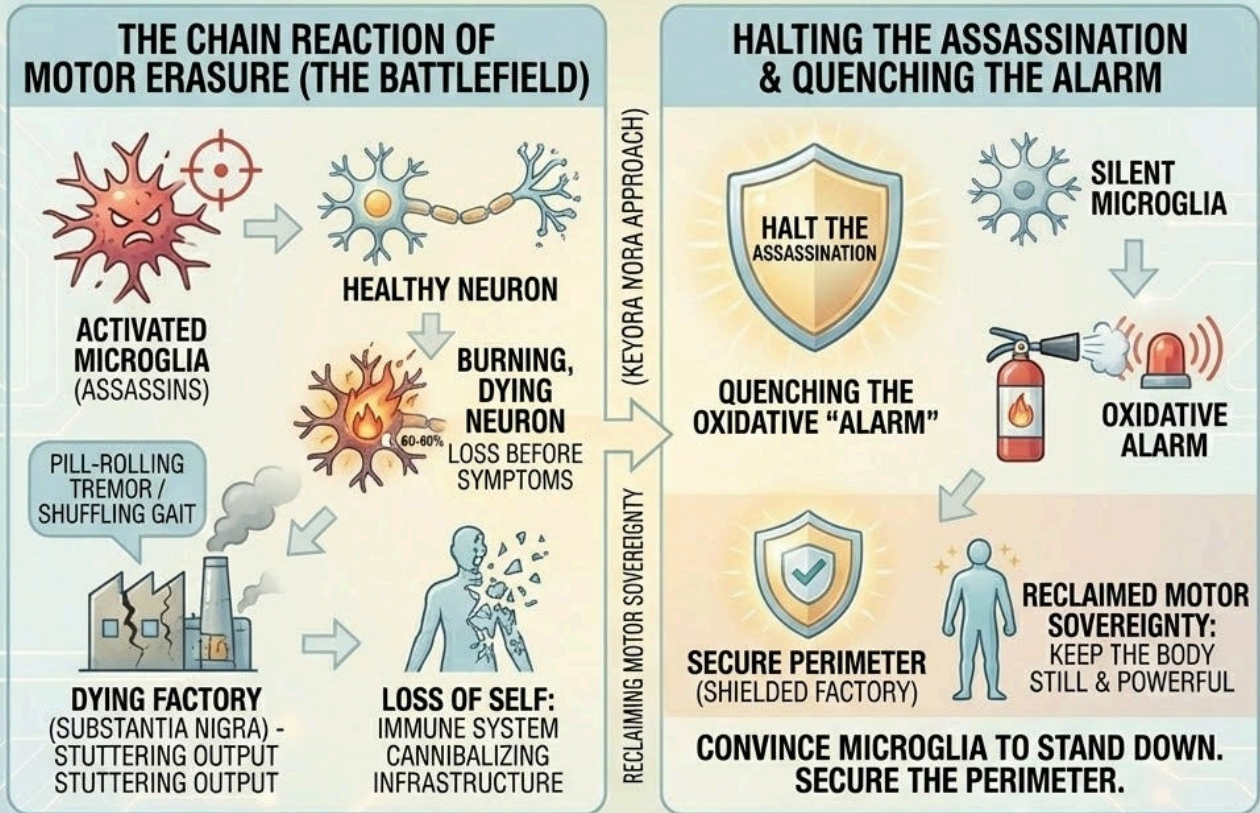 THE CHAIN REACTION OF
MOTOR ERASURE (THE BATTLEFIELD)
ACTIVATED
MICROGLIA
(ASSASSINS)
HEALTHY NEURON
BURNING,
DYING
NEURON
60-60%
LOSS BEFORE
SYMPTOMS
PILL-ROLLING
TREMOR /
SHUFFLING GAIT
DYING FACTORY
(SUBSTANTIA NIGRA) -
STUTTERING OUTPUT
STUTTERING OUTPUT
LOSS OF SELF:
IMMUNE SYSTEM
CANNIBALIZING
INFRASTRUCTURE
(KEYORA NORA APPROACH)
RECLAIMING MOTOR SOVEREIGNTY
HALTING THE ASSASSINATION
& QUENCHING THE ALARM
HALT THE
ASSASSINATION
QUENCHING THE
OXIDATIVE “ALARM”
SILENT
MICROGLIA
OXIDATIVE
ALARM
SECURE PERIMETER
(SHIELDED FACTORY)
RECLAIMED MOTOR
SOVEREIGNTY:
KEEP THE BODY
STILL & POWERFUL
CONVINCE MICROGLIA TO STAND DOWN.
SECURE THE PERIMETER.